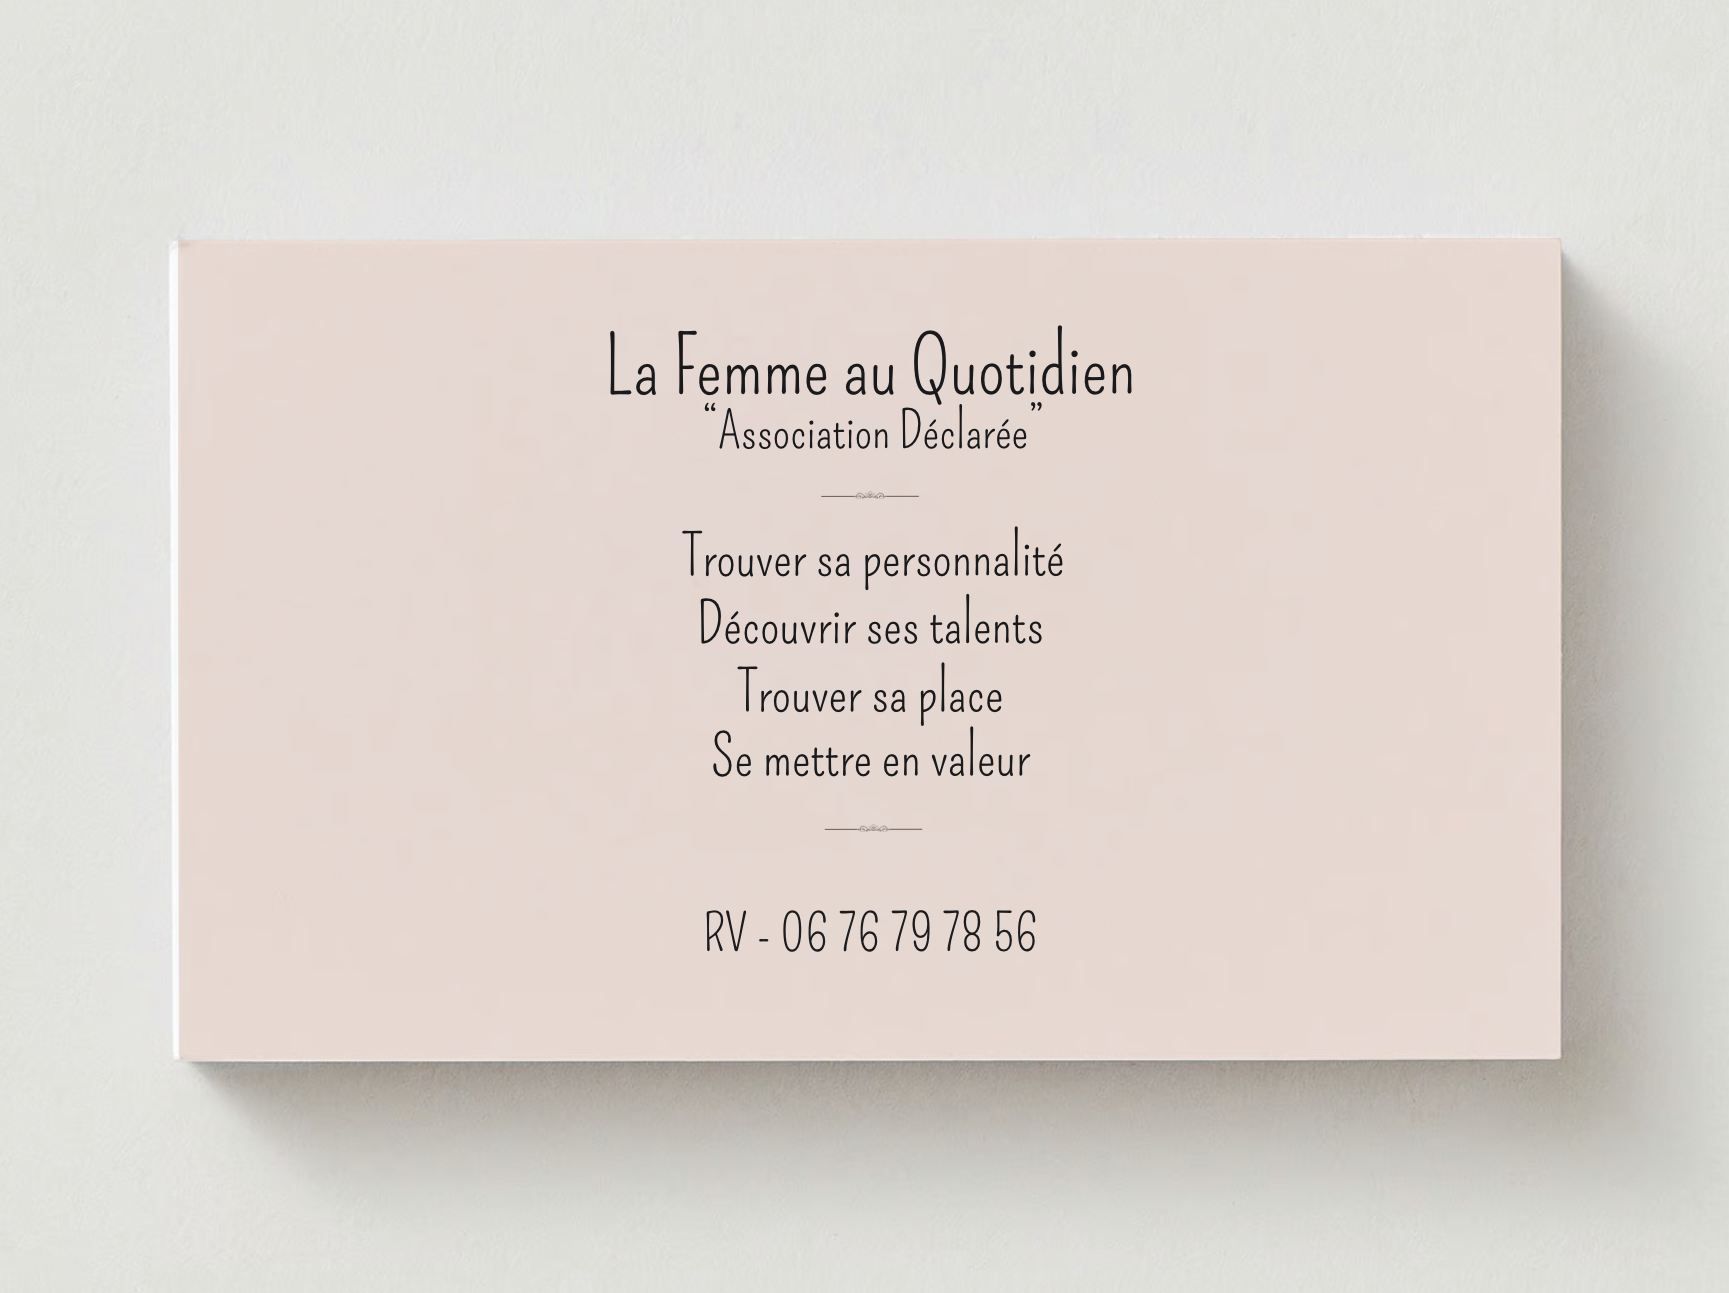 La Femme au Quotidien
“Association Déclarée”
Trouver sa personnalité
Découvrir ses talents
Trouver sa place
Se mettre en valeur
RV - 06 76 79 78 56